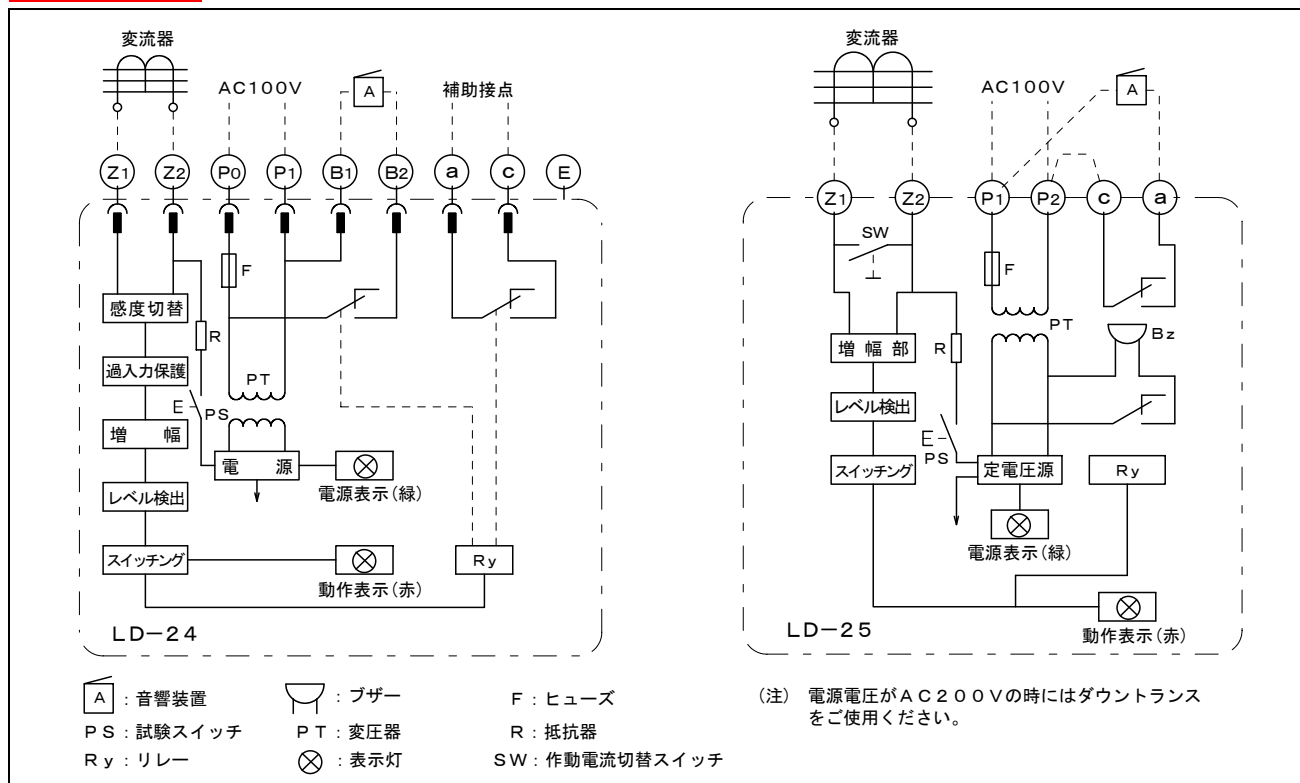 変流器
AC100V
A
補助接点
Z1
Z2
P0
P1
B1
B2
a
c
E
F
感度切替
R
過入力保護
PT
E
PS
増 幅
電 源
電源表示(緑)
レベル検出
スイッチング
動作表示(赤)
Ry
LD-24
変流器
AC100V
A
Z1
Z2
P1
P2
c
a
SW
F
PT
Bz
増幅部
R
レベル検出
E
PS
スイッチング
定電圧源
Ry
電源表示(緑)
動作表示(赤)
LD-25
A :音響装置
:ブザー
F:ヒューズ
PS:試験スイッチ
PT:変圧器
R:抵抗器
Ry:リレー
:表示灯
SW:作動電流切替スイッチ
(注) 電源電圧がAC200Vの時にはダウントランス
をご使用ください。